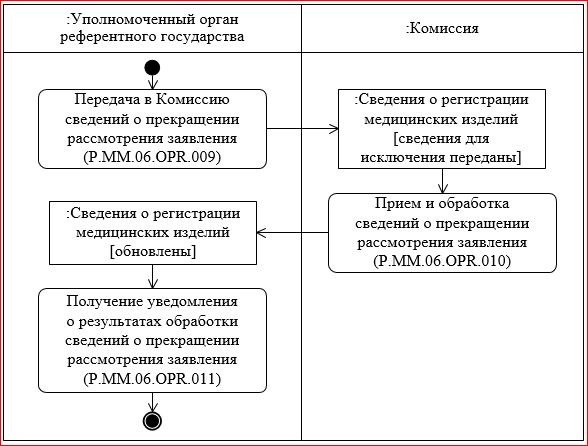 :Уполномоченный орган
референтного государства
:Комиссия
Передача в Комиссию
сведений о прекращении
рассмотрения заявления
(P.MM.06.OPR.009)
:Сведения о регистрации
медицинских изделий
[сведения для
исключения переданы]
Прием и обработка
сведений о прекращении
рассмотрения заявления
(P.MM.06.OPR.010)
:Сведения о регистрации
медицинских изделий
[обновлены]
Получение уведомления
о результатах обработки
сведений о прекращении
рассмотрения заявления
(P.MM.06.OPR.011)